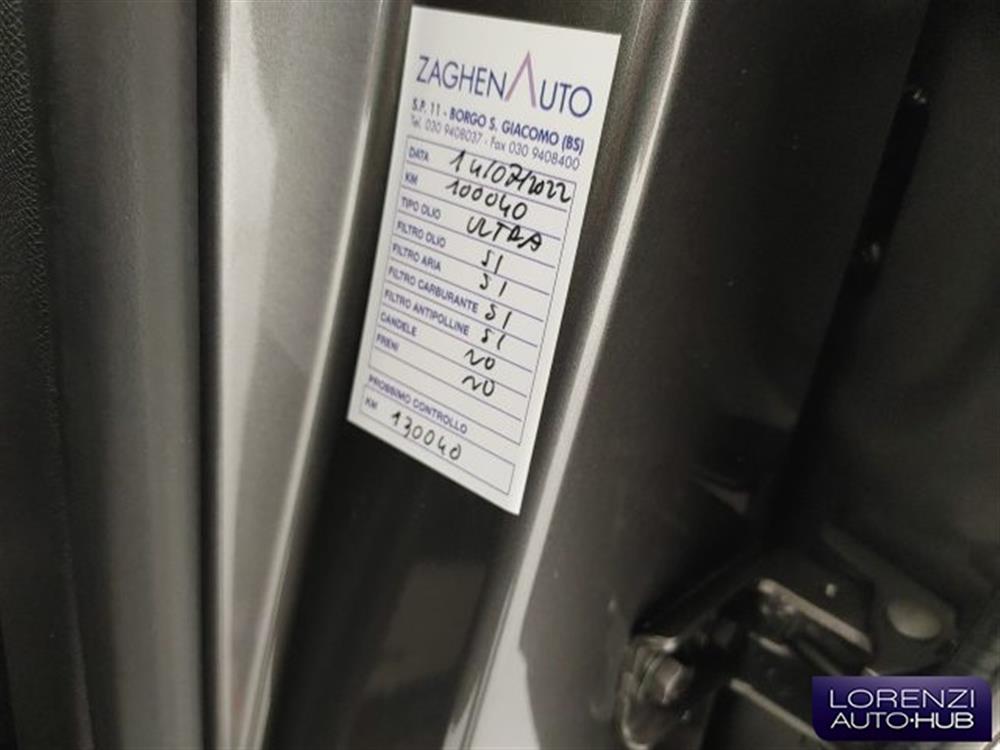 ZAGHENAUTO
S.P. 11 - BORGO S. GIACOMO (BS)
Tel. 030 9408037 - Fax 030 9408400
DATA 14/07/2022
KM 100040
TIPO OLIO ULTRA
FILTRO OLIO SI
FILTRO ARIA SI
FILTRO CARBURANTE SI
FILTRO ANTIPOLLINE SI
CANDELE NO
FRENI NO
PROSSIMO CONTROLLO
KM 130040
LORENZI
AUTO·HUB